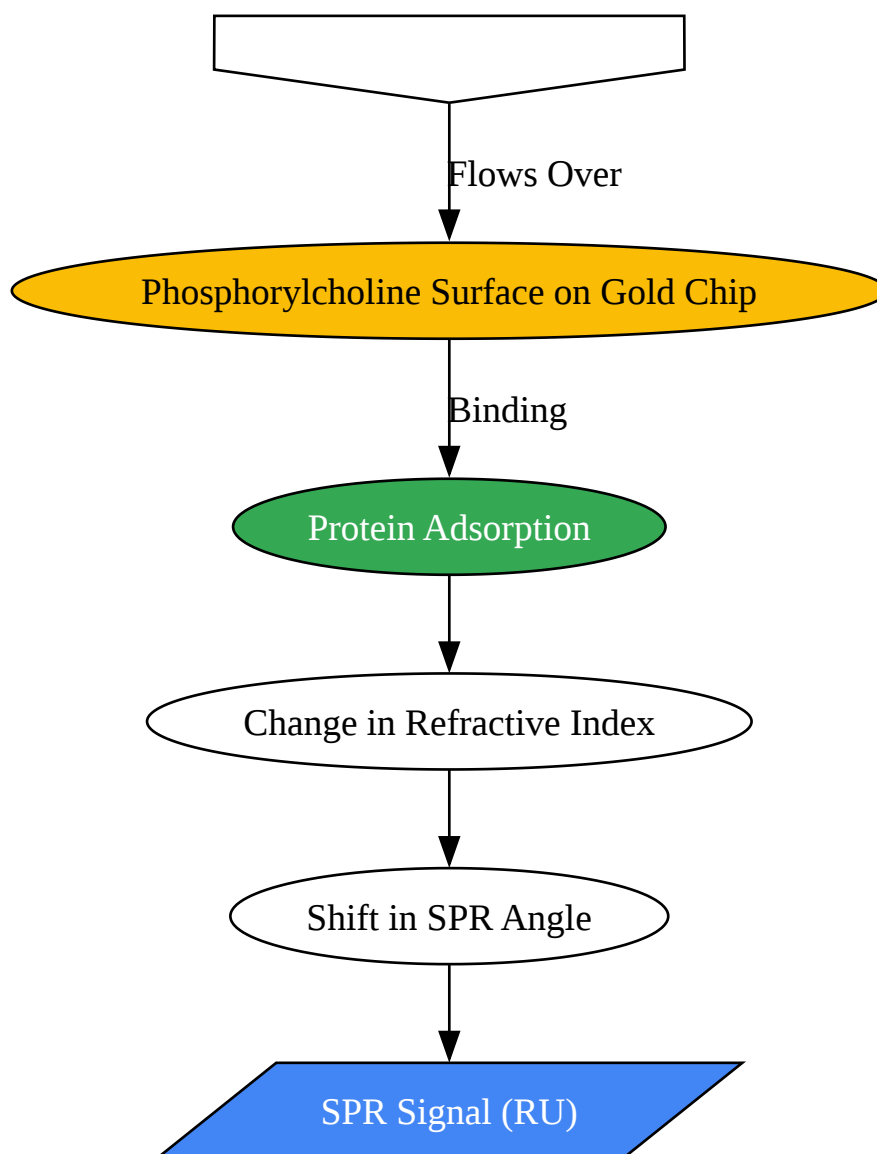 Flows Over
Phosphorylcholine Surface on Gold Chip
Binding
Protein Adsorption
Change in Refractive Index
Shift in SPR Angle
SPR Signal (RU)